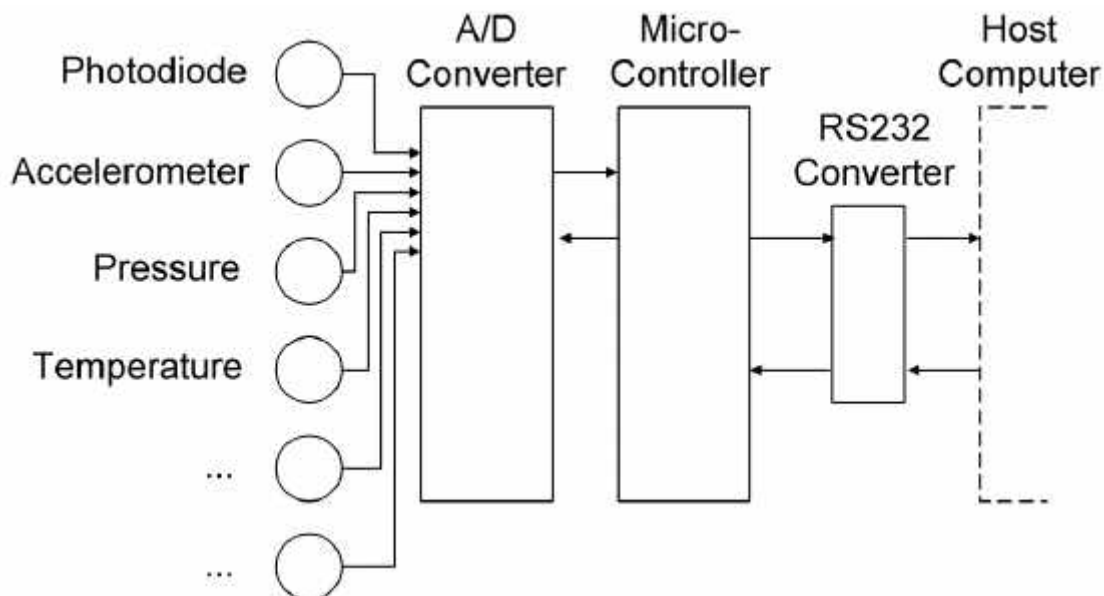 A/D
Converter
Micro-
Controller
Host
Computer
RS232
Converter
Photodiode
Accelerometer
Pressure
Temperature
...
...